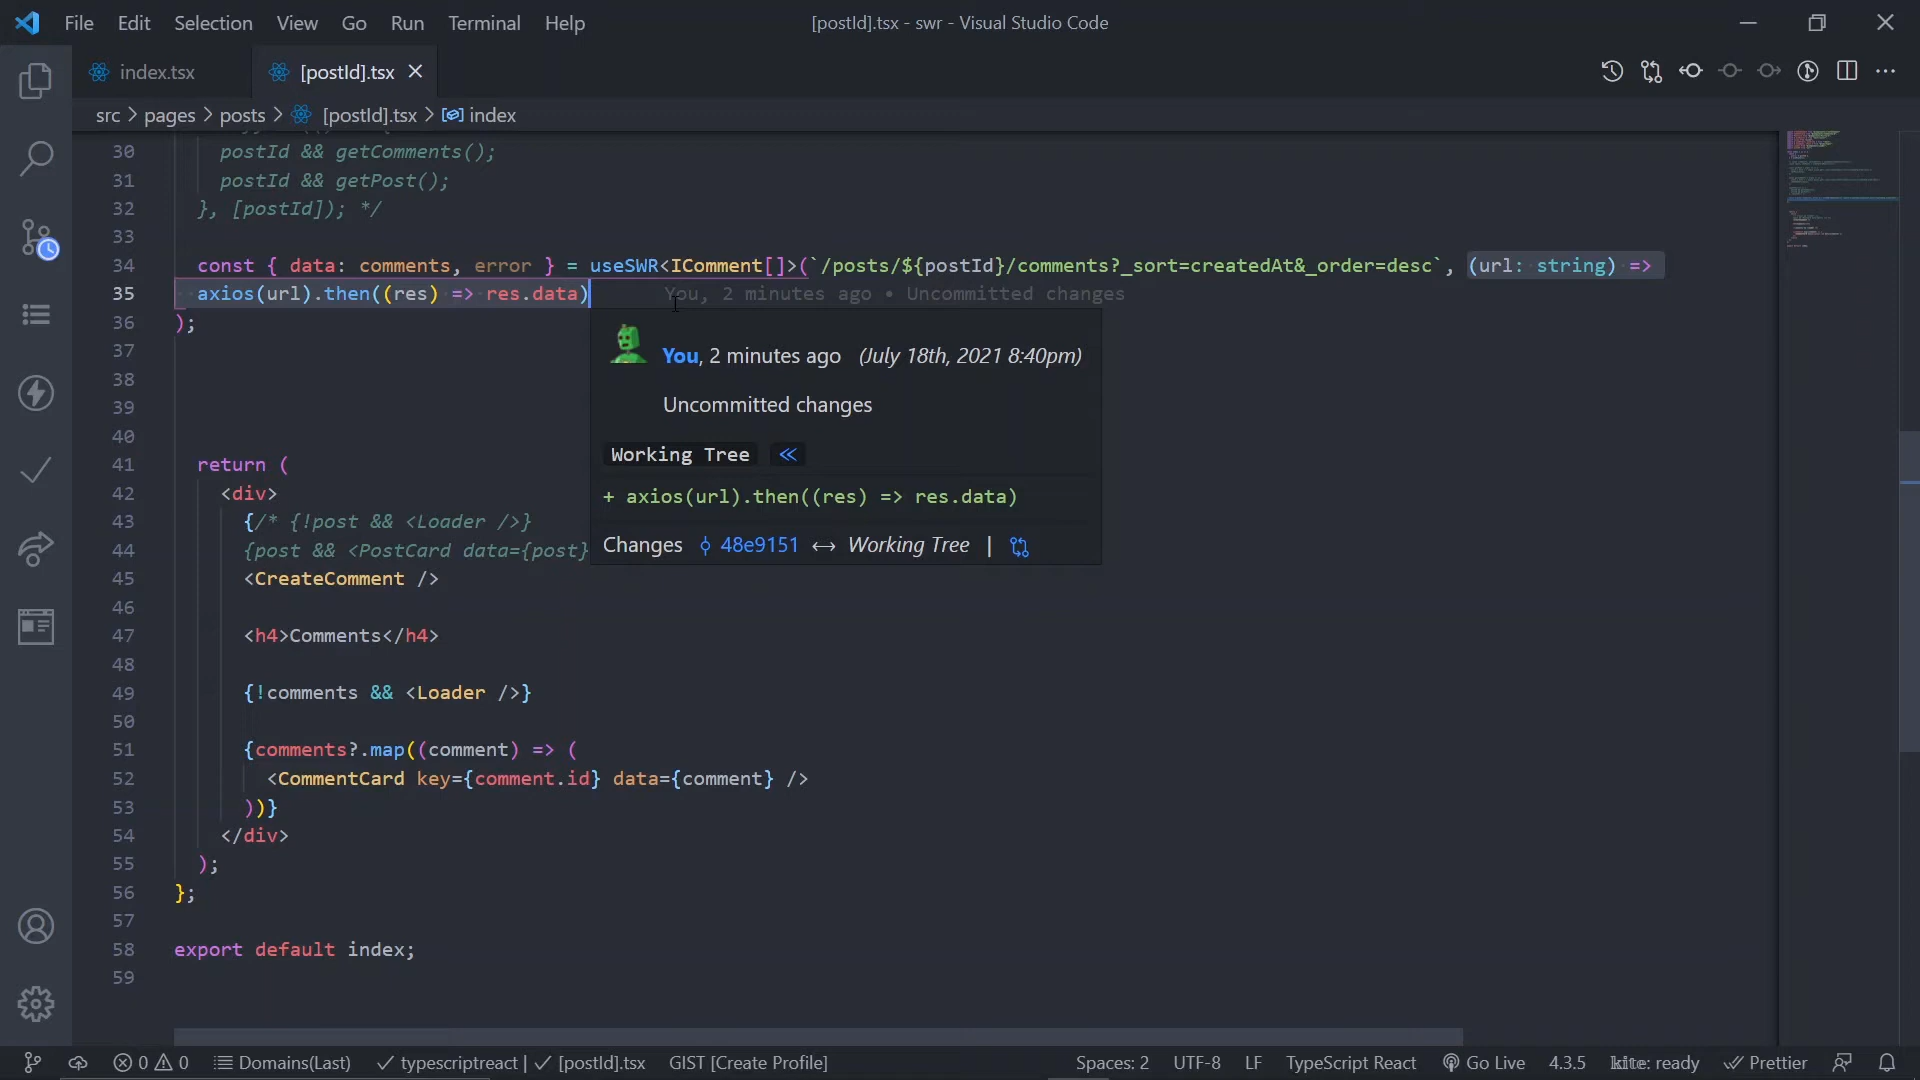 File Edit Selection View Go Run Terminal Help
[postId].tsx - swr - Visual Studio Code
index.tsx
[postId].tsx
src > pages > posts > [postId].tsx > index
30 postId && getComments();
31 postId && getPost();
32 }, [postId]); */
33
34 const { data: comments, error } = useSWR<IComment[]>(`/posts/${postId}/comments?_sort=createdAt&_order=desc`, (url: string) =>
35 axios(url).then((res) => res.data) You, 2 minutes ago • Uncommitted changes
36 );
37
38
39
40
41 return (
42 <div>
43 {/* {!post && <Loader />}
44 {post && <PostCard data={post}
45 <CreateComment />
46
47 <h4>Comments</h4>
48
49 {!comments && <Loader />}
50
51 {comments?.map((comment) => (
52 <CommentCard key={comment.id} data={comment} />
53 ))}
54 </div>
55 );
56 };
57
58 export default index;
59
You, 2 minutes ago (July 18th, 2021 8:40pm)
Uncommitted changes
Working Tree
+ axios(url).then((res) => res.data)
Changes 48e9151 ↔ Working Tree |
0 0 Domains(Last) typescriptreact | [postId].tsx GIST [Create Profile]
Spaces: 2 UTF-8 LF TypeScript React Go Live 4.3.5 kite: ready Prettier